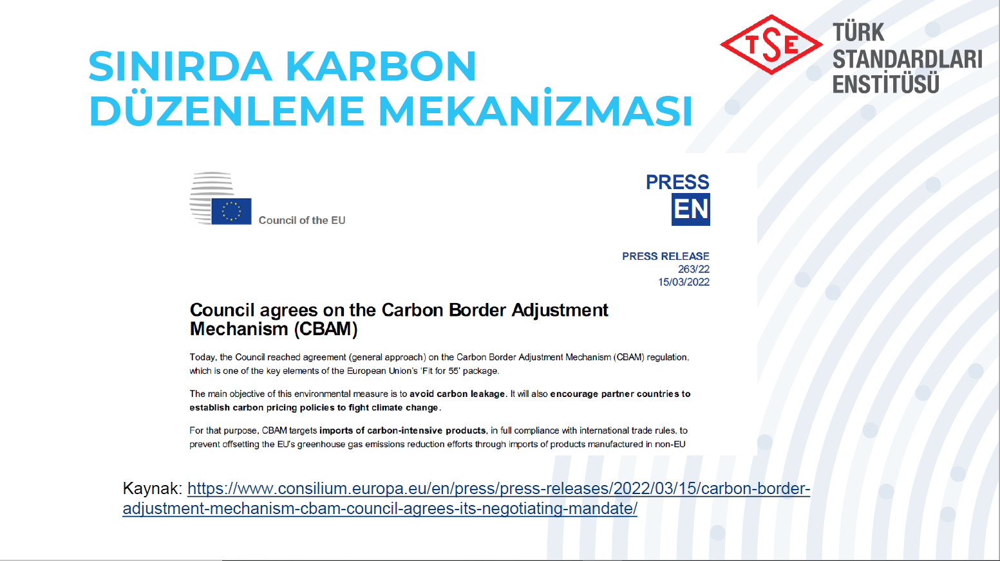 SINIRDA KARBON
DÜZENLEME MEKANİZMASI
TSE
TÜRK
STANDARDLARI
ENSTİTÜSÜ
Council of the EU
PRESS
EN
PRESS RELEASE
263/22
15/03/2022
Council agrees on the Carbon Border Adjustment
Mechanism (CBAM)
Today, the Council reached agreement (general approach) on the Carbon Border Adjustment Mechanism (CBAM) regulation,
which is one of the key elements of the European Union's 'Fit for 55' package.
The main objective of this environmental measure is to avoid carbon leakage. It will also encourage partner countries to
establish carbon pricing policies to fight climate change.
For that purpose, CBAM targets imports of carbon-intensive products, in full compliance with international trade rules, to
prevent offsetting the EU's greenhouse gas emissions reduction efforts through imports of products manufactured in non-EU
Kaynak: https://www.consilium.europa.eu/en/press/press-releases/2022/03/15/carbon-border-
adjustment-mechanism-cbam-council-agrees-its-negotiating-mandate/